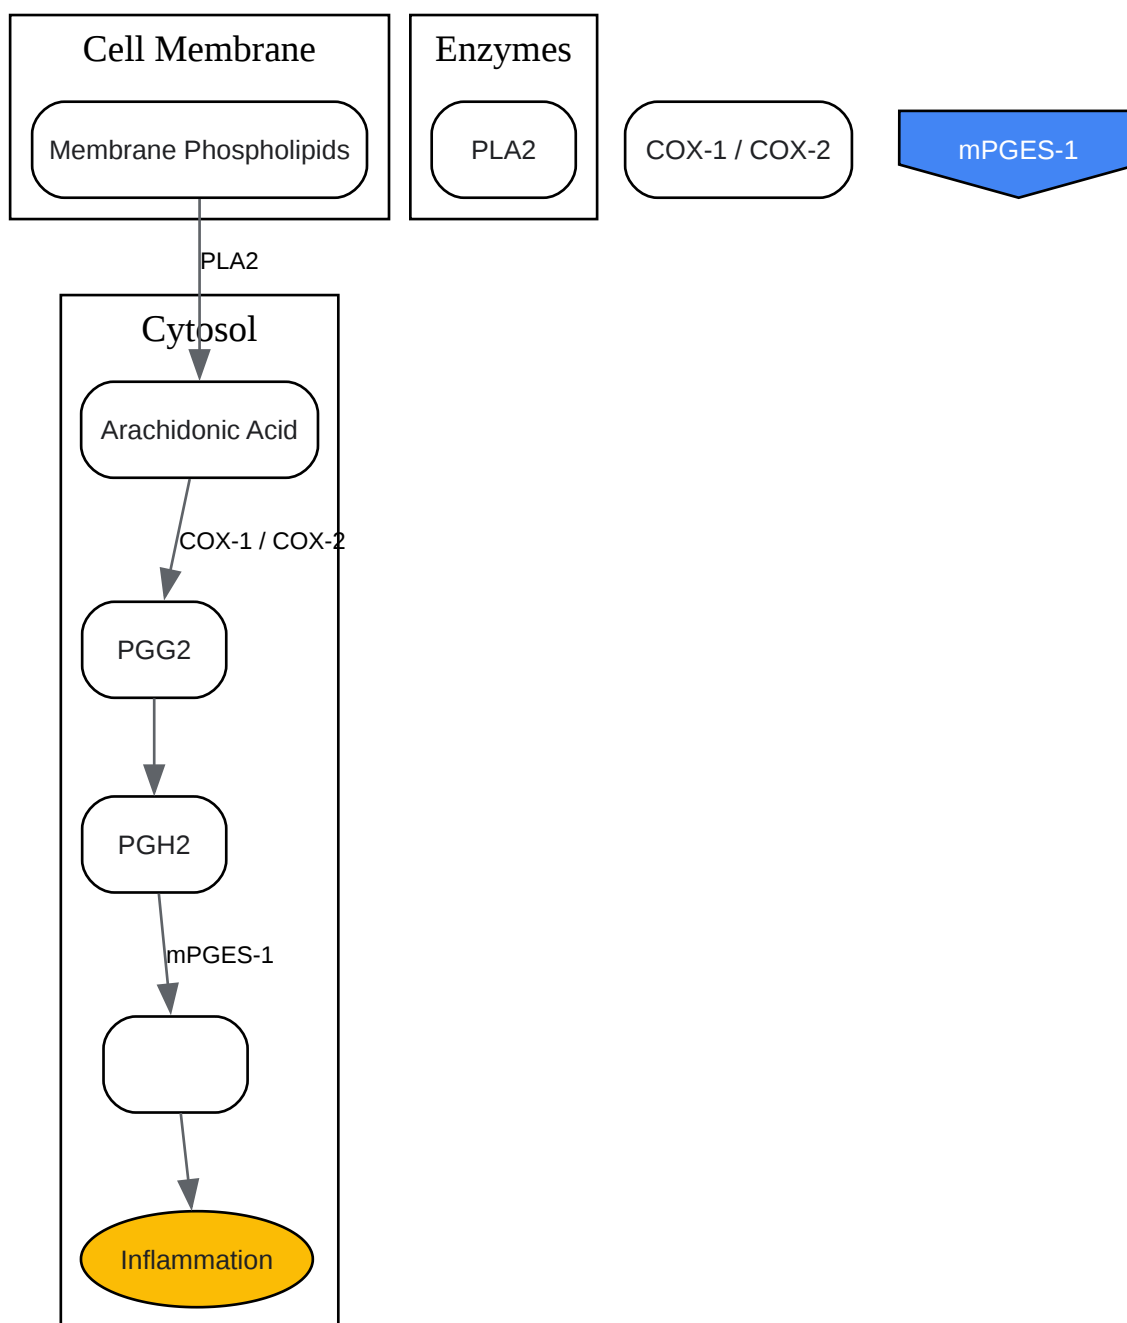 Cell Membrane
Enzymes
Membrane Phospholipids
PLA2
COX-1 / COX-2
mPGES-1
PLA2
Cytosol
Arachidonic Acid
COX-1 / COX-2
PGG2
PGH2
mPGES-1
Inflammation